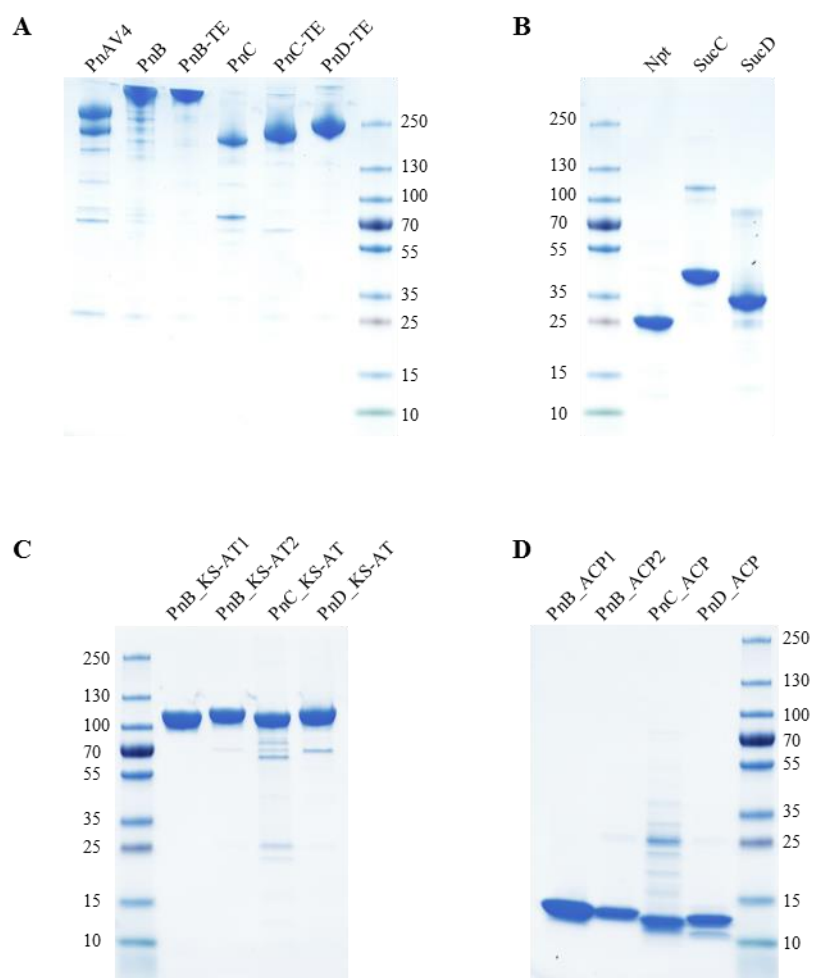 A
PnAV4
PnB
PnB-TE
PnC
PnC-TE
PnD-TE
250
130
100
70
55
35
25
15
10
B
Npt
SucC
SucD
250
130
100
70
55
35
25
15
10
C
PnB_KS-AT1
PnB_KS-AT2
PnC_KS-AT
PnD_KS-AT
250
130
100
70
55
35
25
15
10
D
PnB_ACP1
PnB_ACP2
PnC_ACP
PnD_ACP
250
130
100
70
55
35
25
15
10